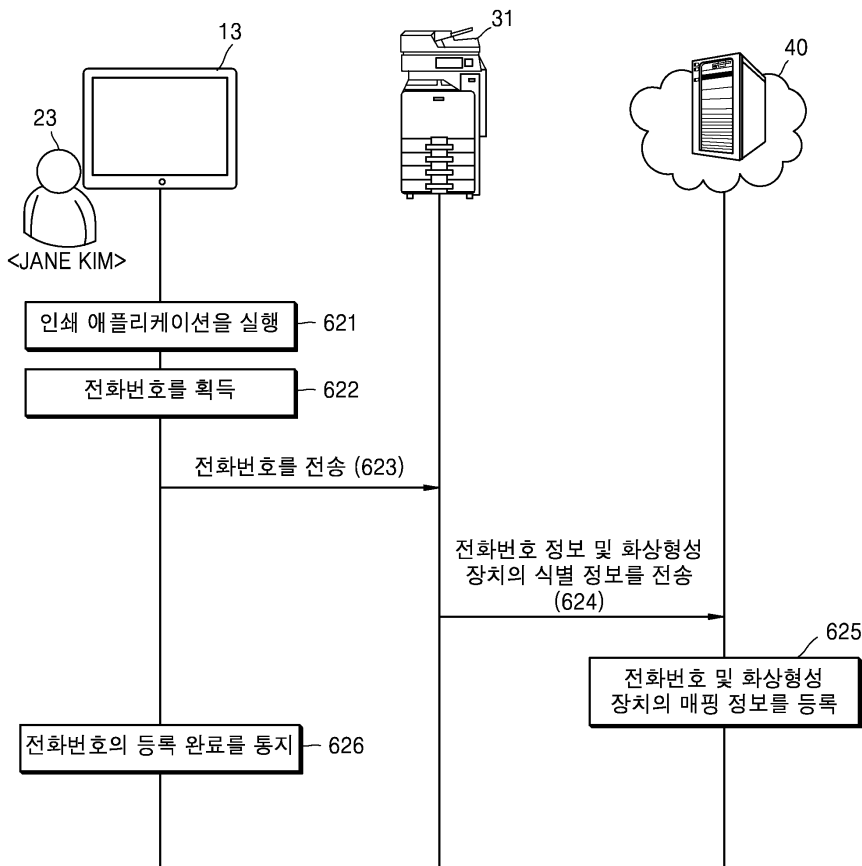 13
31
40
23
<JANE KIM>
인쇄 애플리케이션을 실행
621
전화번호를 획득
622
전화번호를 전송 (623)
전화번호 정보 및 화상형성
장치의 식별 정보를 전송
(624)
625
전화번호 및 화상형성
장치의 매핑 정보를 등록
전화번호의 등록 완료를 통지
626